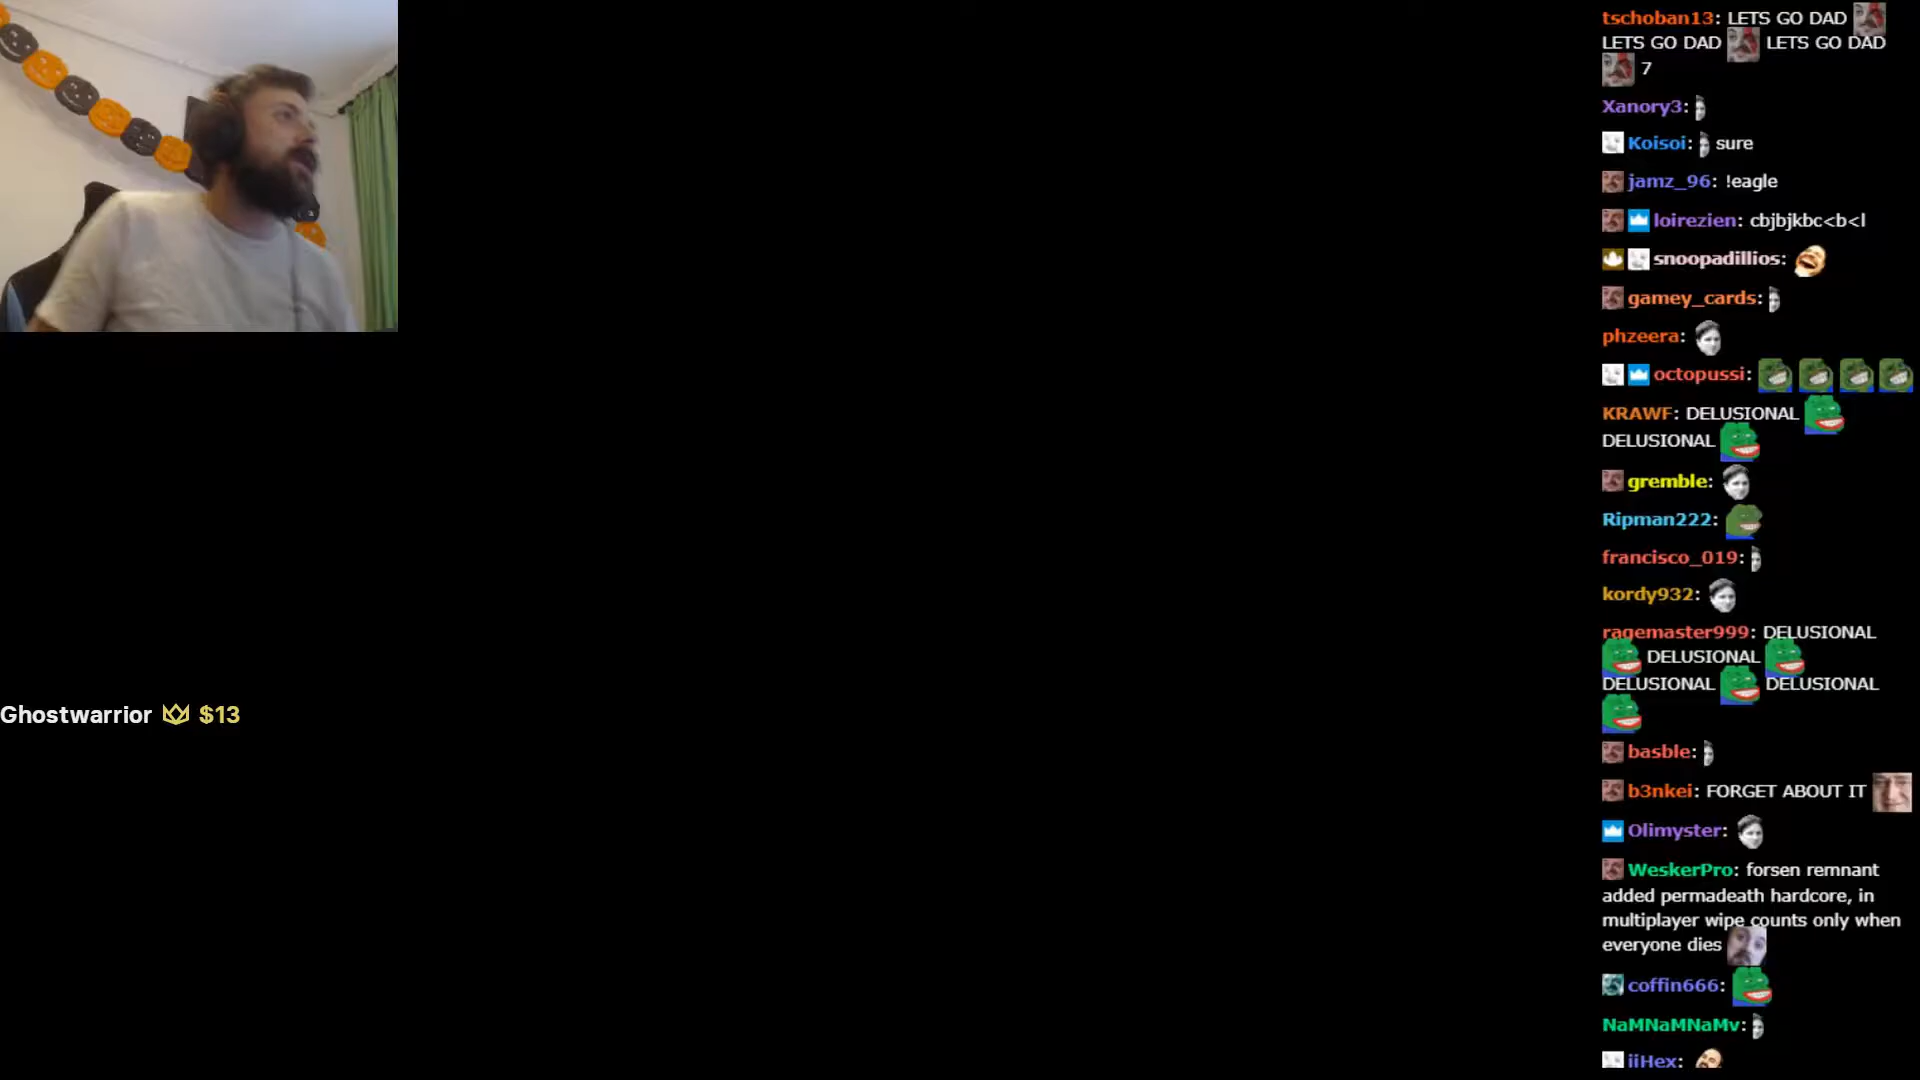 tschoban13: LETS GO DAD
LETS GO DAD LETS GO DAD
7
Xanory3:
Koisoi: sure
jamz_96: !eagle
loirezien: cbjbjkbc<b<l
snoopadillios:
gamey_cards:
phzeera:
octopussi:
KRAWF: DELUSIONAL
DELUSIONAL
gremble:
Ripman222:
francisco_019:
kordy932:
ragemaster999: DELUSIONAL
DELUSIONAL
DELUSIONAL DELUSIONAL
Ghostwarrior $13
basble:
b3nkei: FORGET ABOUT IT
Olimyster:
WeskerPro: forsen remnant
added permadeath hardcore, in
multiplayer wipe counts only when
everyone dies
coffin666:
NaMNaMNaMv:
iiHex: